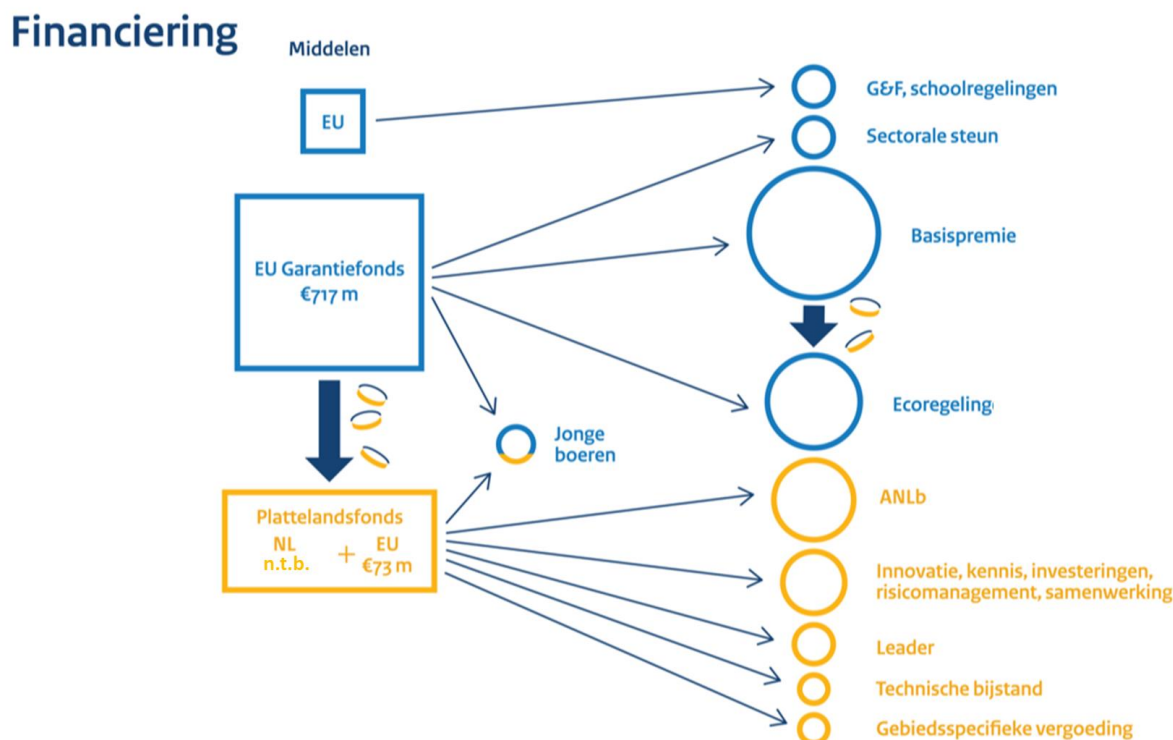 Financiering
Middelen
EU
G&F, schoolregelingen
Sectorale steun
Basispremie
EU Garantiefonds
€717 m
Ecoregeling
Jonge
boeren
Plattelandsfonds
NL + EU
n.t.b. €73 m
ANLb
Innovatie, kennis, investeringen,
risicomanagement, samenwerking
Leader
Technische bijstand
Gebiedsspecifieke vergoeding